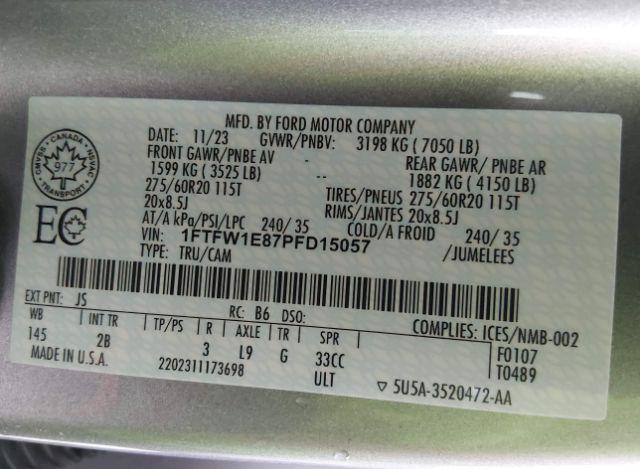 MFD. BY FORD MOTOR COMPANY
DATE: 11/23 GVWR/PNBV: 3198 KG ( 7050 LB)
FRONT GAWR/PNBE AV -- REAR GAWR/ PNBE AR
1599 KG ( 3525 LB) 1882 KG ( 4150 LB)
275/60R20 115T -- TIRES/PNEUS 275/60R20 115T
20x8.5J RIMS/JANTES 20x8.5J
AT/A kPa/PSI/LPC 240/ 35 COLD/A FROID 240/ 35
VIN: 1FTFW1E87PFD15057 /JUMELEES
TYPE: TRU/CAM
CANADA
977
TRANSPORT
NSVAC
SMVAC
EC
EXT PNT: JS RC: B6 DSO: COMPLIES: ICES/NMB-002
WB INT TR TP/PS R AXLE TR SPR F0107
145 2B 3 L9 G 33CC T0489
MADE IN U.S.A. 2202311173698 ULT ▽ 5U5A-3520472-AA